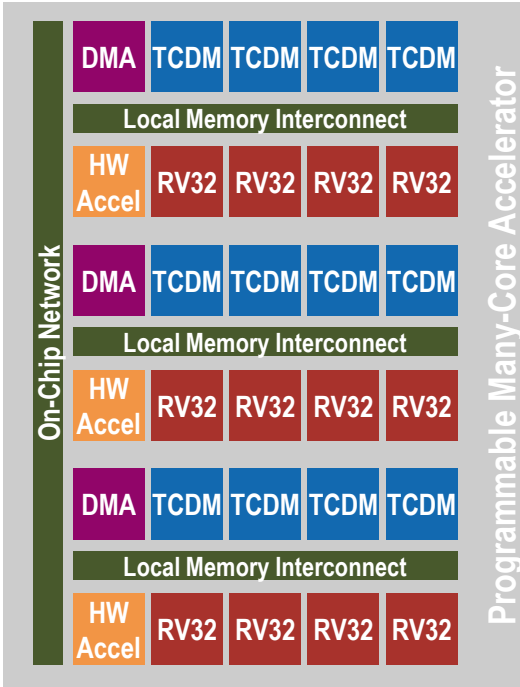 DMA TCDM TCDM TCDM TCDM
Local Memory Interconnect
HW Accel RV32 RV32 RV32 RV32
DMA TCDM TCDM TCDM TCDM
Local Memory Interconnect
HW Accel RV32 RV32 RV32 RV32
DMA TCDM TCDM TCDM TCDM
Local Memory Interconnect
HW Accel RV32 RV32 RV32 RV32
On-Chip Network
Programmable Many-Core Accelerator